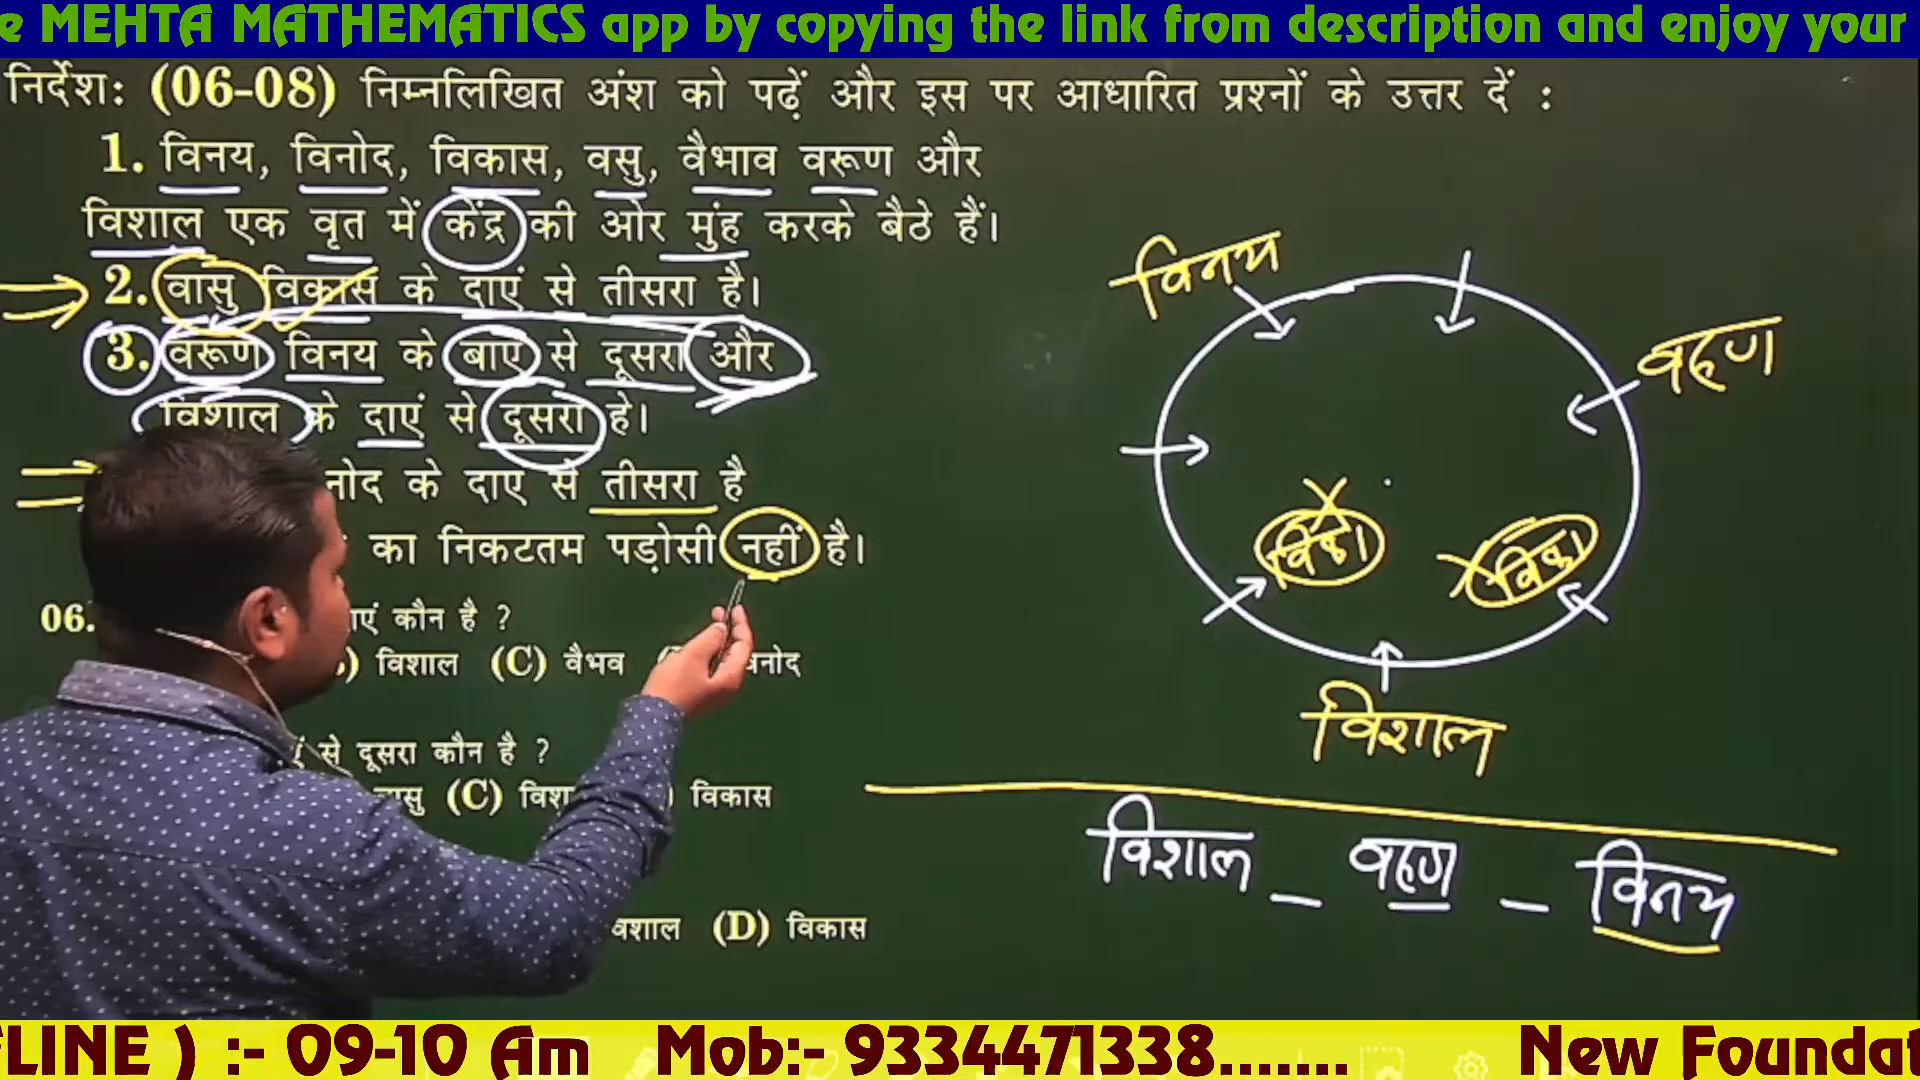 e MEHTA MATHEMATICS app by copying the link from description and enjoy your
निर्देश: (06-08) निम्नलिखित अंश को पढ़ें और इस पर आधारित प्रश्नों के उत्तर दें :
1. विनय, विनोद, विकास, वसु, वैभाव वरूण और
विशाल एक वृत में केंद्र की ओर मुंह करके बैठे हैं।
2. वासु विकास के दाएं से तीसरा है।
3. वरूण विनय के बाएं से दूसरा और
विशाल के दाएं से दूसरा हे।
नोद के दाएं से तीसरा है
का निकटतम पड़ोसी नहीं है।
06.
एं कौन है ?
) विशाल (C) वैभव नोद
से दूसरा कौन है ?
सु (C) विश ) विकास
शाल (D) विकास
विनय
वरूण
विका
विका
विशाल
विशाल _ वरूण _ विनय
FLINE ) :- 09-10 Am Mob:- 9334471338....... New Foundat